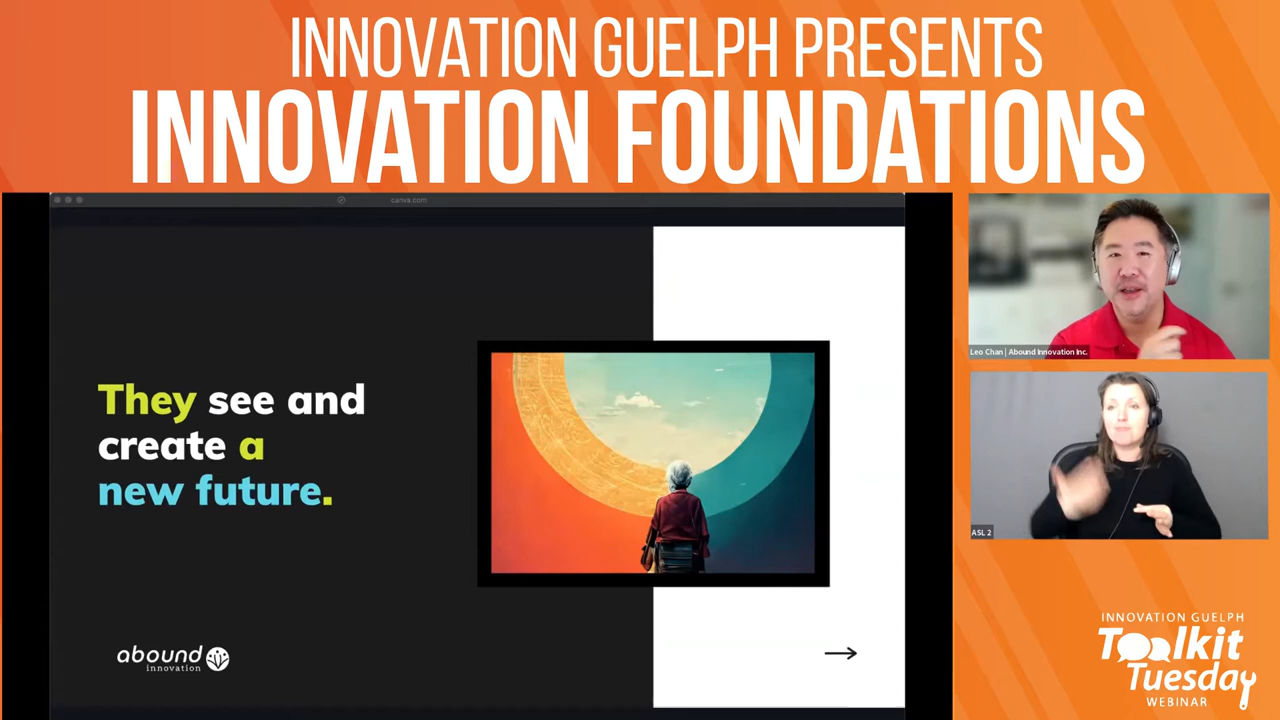 INNOVATION GUELPH PRESENTS
INNOVATION FOUNDATIONS
canva.com
They see and
create a
new future.
abound
innovation
Leo Chan | Abound Innovation Inc.
ASL 2
INNOVATION GUELPH
Toolkit
Tuesday
WEBINAR